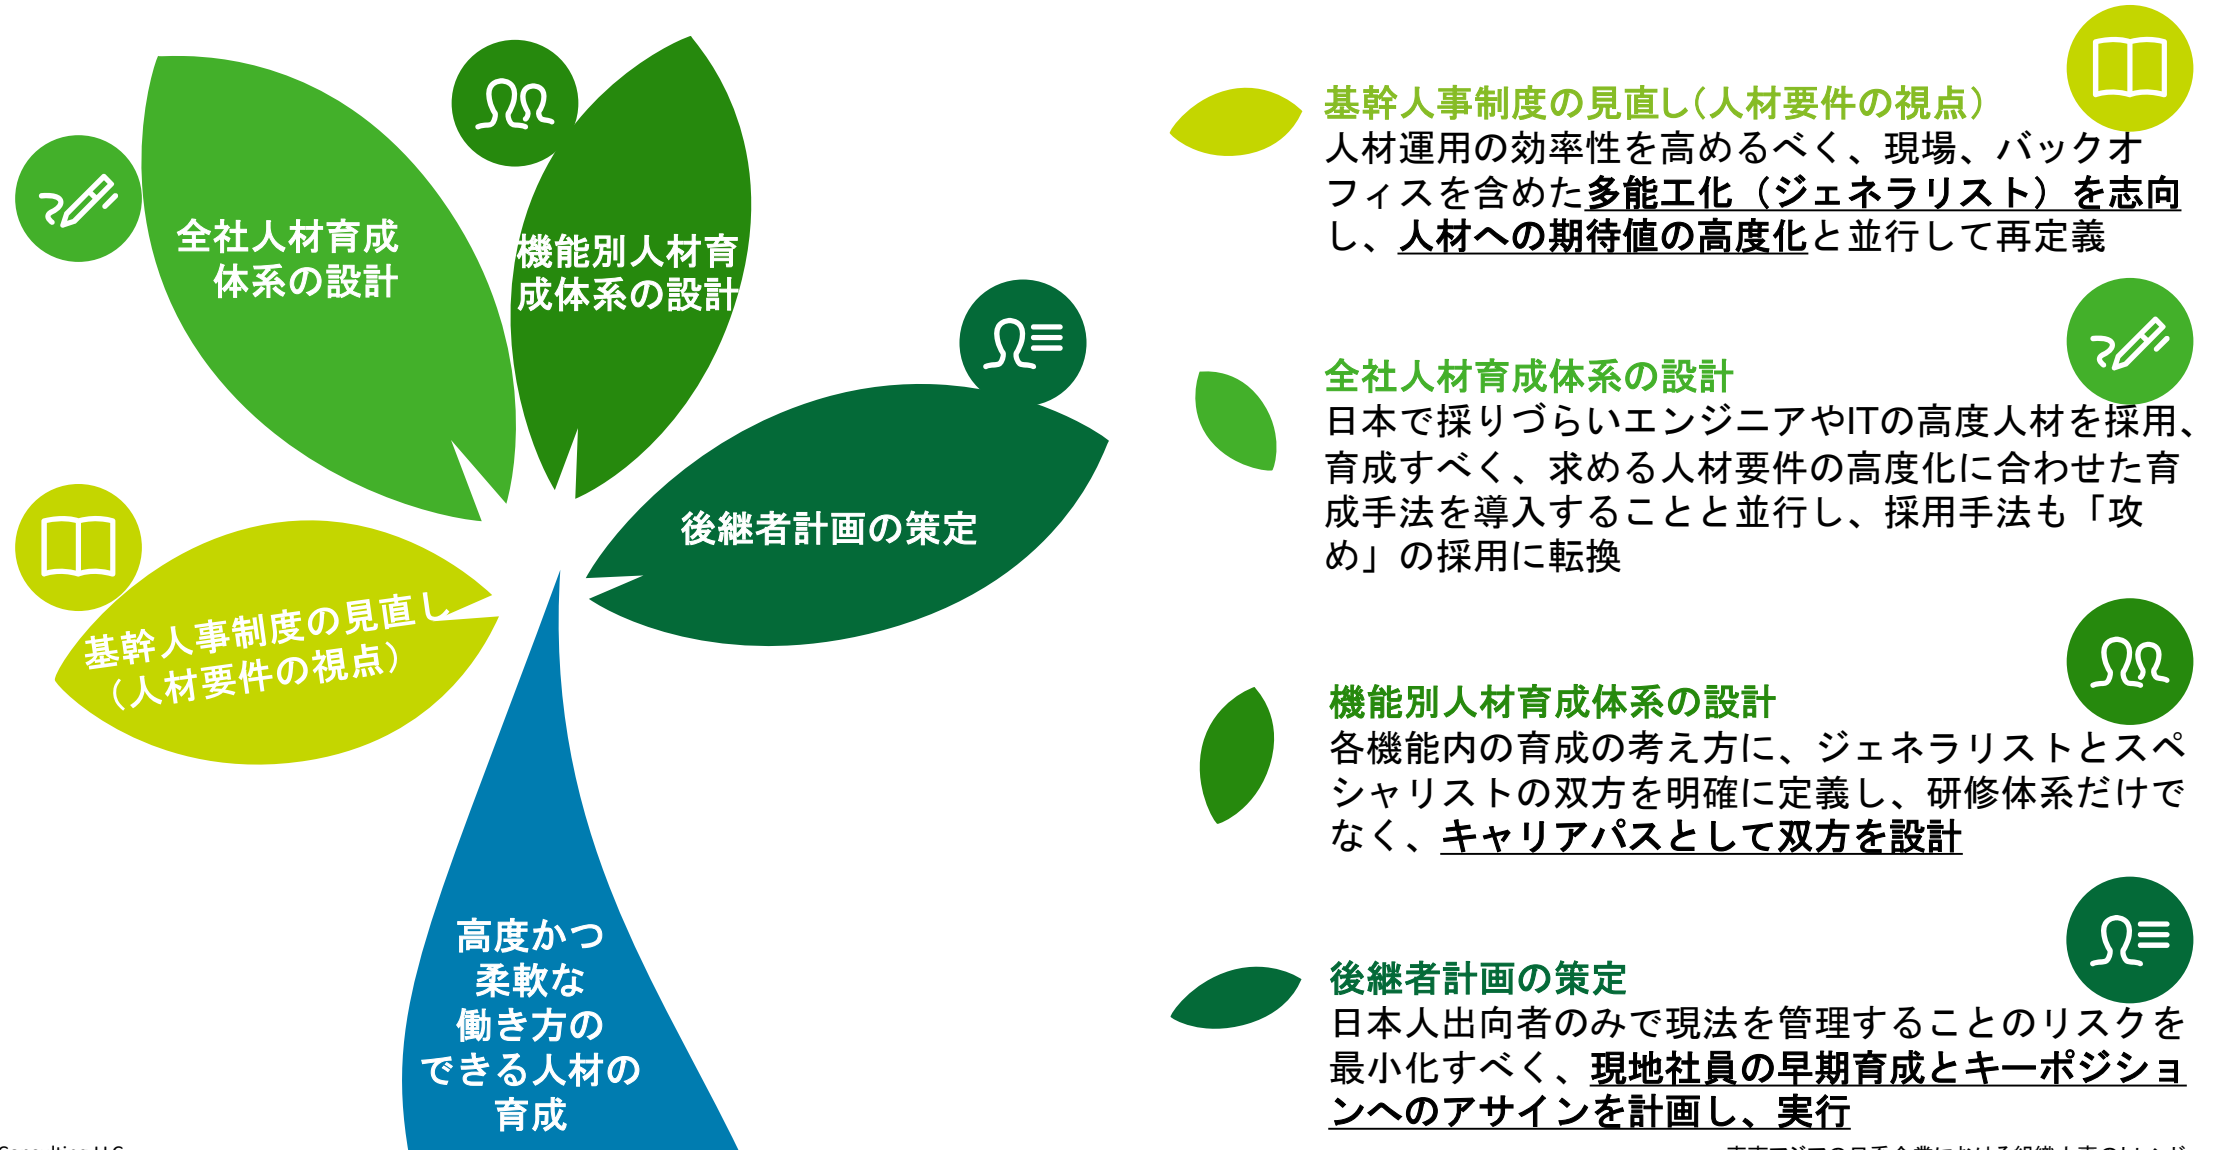 全社人材育成
体系の設計
機能別人材育
成体系の設計
後継者計画の策定
基幹人事制度の見直し
（人材要件の視点）
高度かつ
柔軟な
働き方の
できる人材の
育成
基幹人事制度の見直し（人材要件の視点）
人材運用の効率性を高めるべく、現場、バックオ
フィスを含めた多能工化（ジェネラリスト）を志向
し、人材への期待値の高度化と並行して再定義
全社人材育成体系の設計
日本で採りづらいエンジニアやITの高度人材を採用、
育成すべく、求める人材要件の高度化に合わせた育
成手法を導入することと並行し、採用手法も「攻
め」の採用に転換
機能別人材育成体系の設計
各機能内の育成の考え方に、ジェネラリストとスペ
シャリストの双方を明確に定義し、研修体系だけで
なく、キャリアパスとして双方を設計
後継者計画の策定
日本人出向者のみで現法を管理することのリスクを
最小化すべく、現地社員の早期育成とキーポジショ
ンへのアサインを計画し、実行